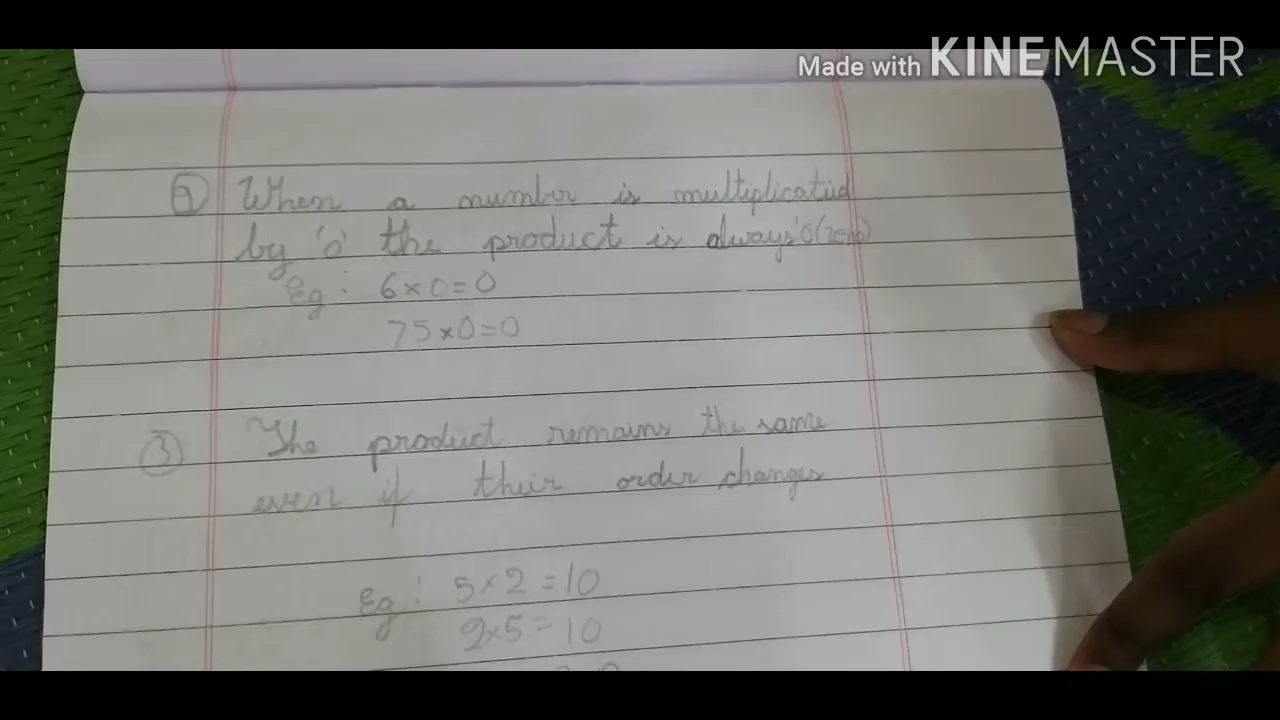 Made with KINEMASTER
② When a number is multiplicatied
by '0' the product is always '0(zero)
Eg: 6×0=0
75×0=0
③ The product remains the same
even if their order changes
Eg: 5×2=10
2×5=10